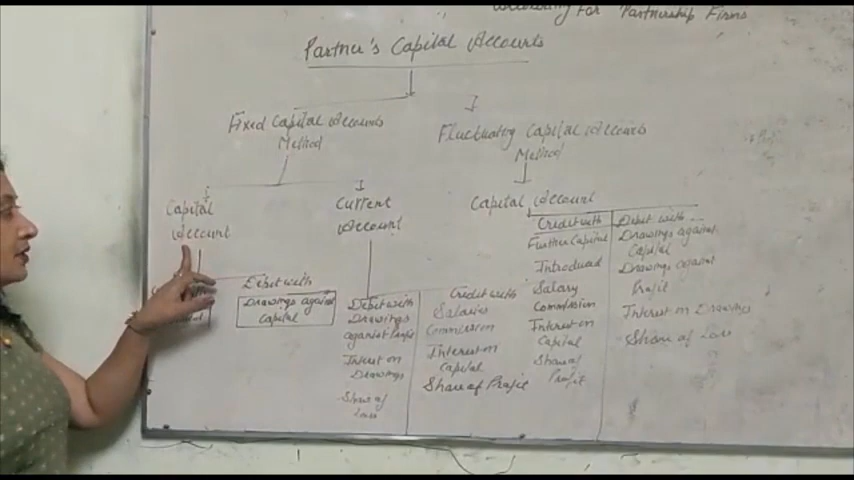 Accounting For Partnership Firms
Partner's Capital Accounts
Fixed Capital Accounts
Method
Fluctuating Capital Accounts
Method
Capital
Account
Current
Account
Capital Account
Debit with
Drawings against
Capital
Debit with
Drawings
against Profit
Interest on
Drawings
Share of
Loss
Credit with
Salaries
Commission
Interest on
Capital
Share of Profit
Credit with
Further Capital
Introduced
Salary
Commission
Interest on
Capital
Share of
Profit
Debit with
Drawings against
Capital
Drawings against
Profit
Interest on Drawings
Share of Loss